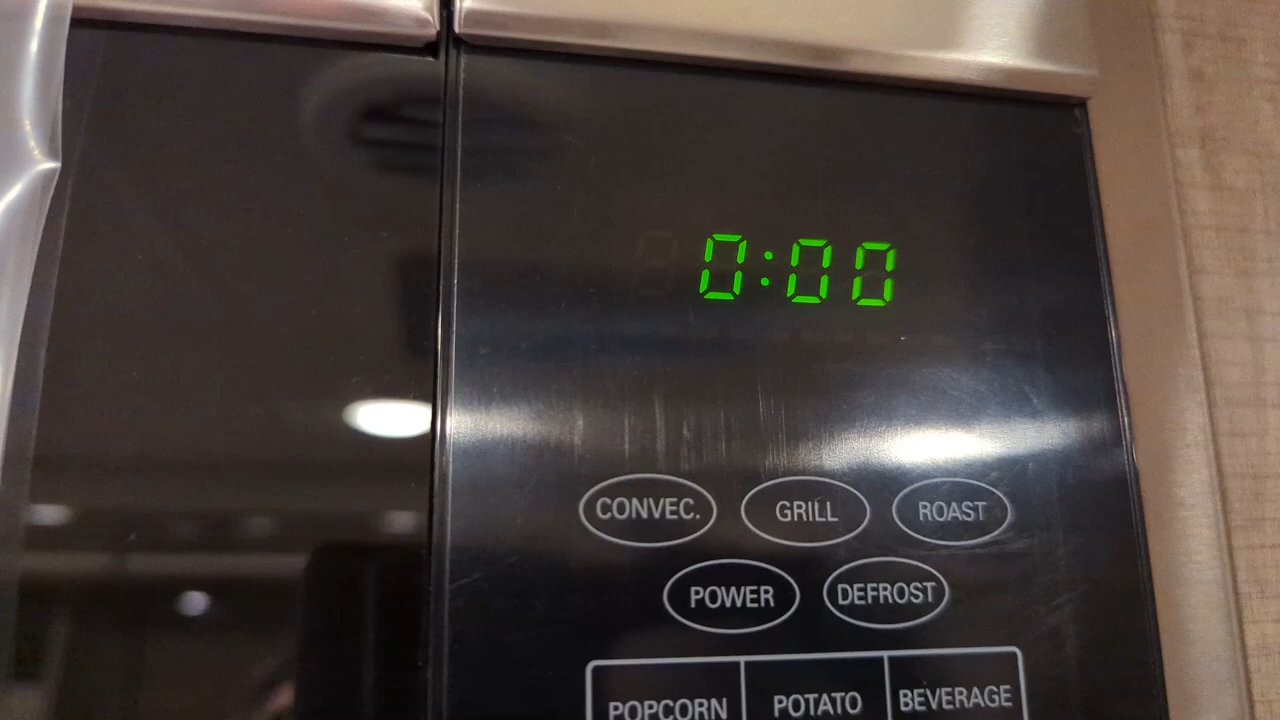 0:00
CONVEC. GRILL ROAST
POWER DEFROST
POPCORN POTATO BEVERAGE